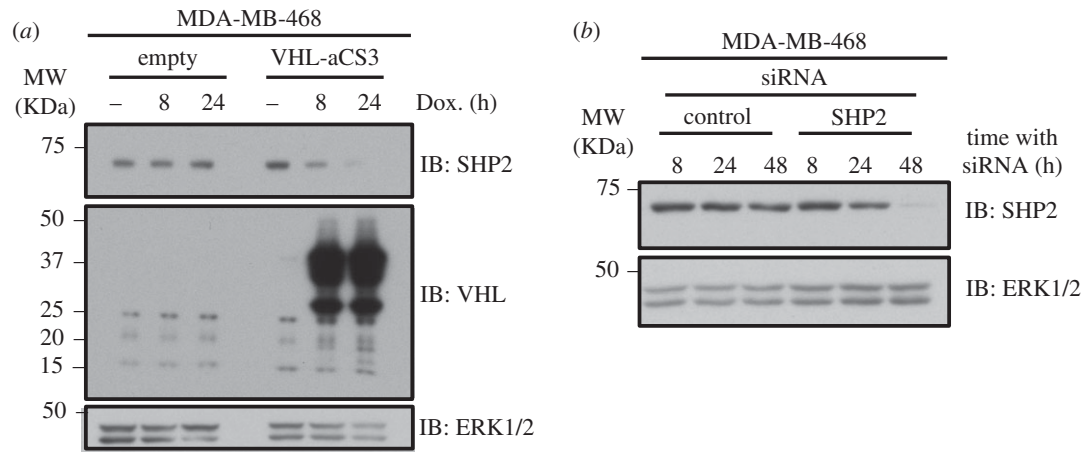 (a)
MDA-MB-468
empty VHL-aCS3
MW
(KDa)
– 8 24 – 8 24 Dox. (h)
75
IB: SHP2
50
37
25
20
15
IB: VHL
50
IB: ERK1/2
(b)
MDA-MB-468
siRNA
MW
(KDa)
control SHP2
time with
siRNA (h)
8 24 48 8 24 48
75
IB: SHP2
50
IB: ERK1/2